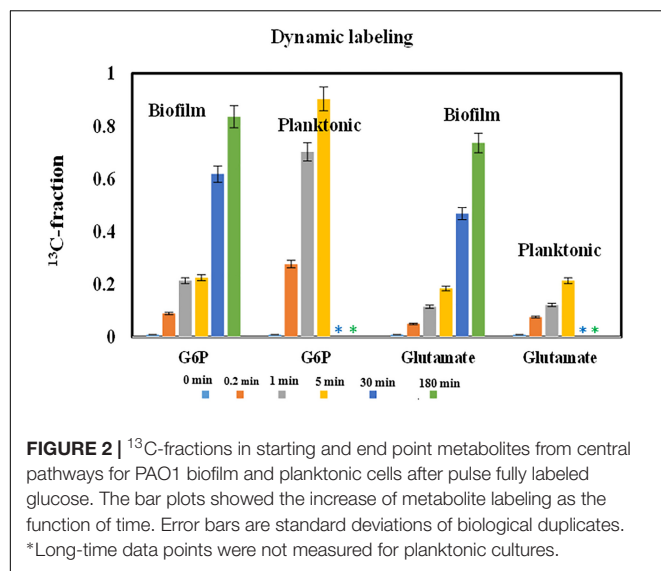 Dynamic labeling
1
0.8
0.6
0.4
0.2
0
¹³C-fraction
Biofilm
Planktonic
Biofilm
Planktonic
* *
* *
G6P G6P Glutamate Glutamate
0 min 0.2 min 1 min 5 min 30 min 180 min
FIGURE 2 | ¹³C-fractions in starting and end point metabolites from central
pathways for PAO1 biofilm and planktonic cells after pulse fully labeled
glucose. The bar plots showed the increase of metabolite labeling as the
function of time. Error bars are standard deviations of biological duplicates.
*Long-time data points were not measured for planktonic cultures.